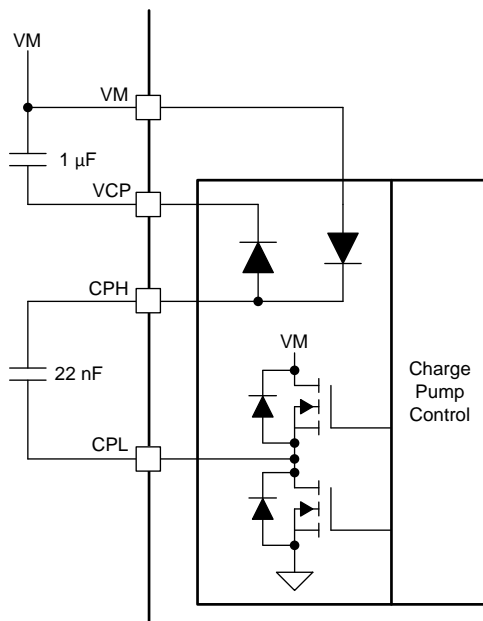 VM
VM
1 µF
VCP
CPH
22 nF
CPL
VM
Charge
Pump
Control